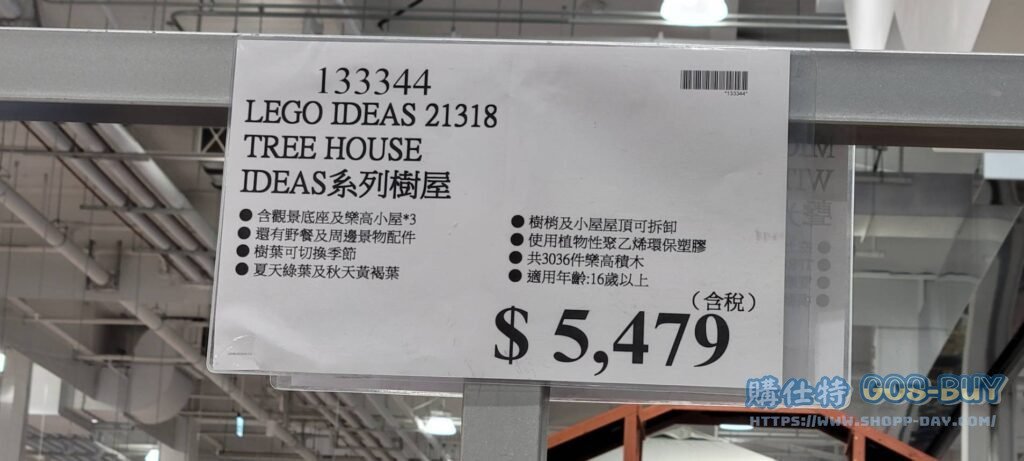 133344
LEGO IDEAS 21318
TREE HOUSE
IDEAS系列樹屋
● 含觀景底座及樂高小屋*3
● 還有野餐及周邊景物配件
● 樹葉可切換季節
● 夏天綠葉及秋天黃褐葉
*133344*
● 樹梢及小屋屋頂可拆卸
● 使用植物性聚乙烯環保塑膠
● 共3036件樂高積木
● 適用年齡:16歲以上
(含稅)
$ 5,479
購仕特 GOS-BUY
HTTPS://WWW.SHOPP-DAY.COM/